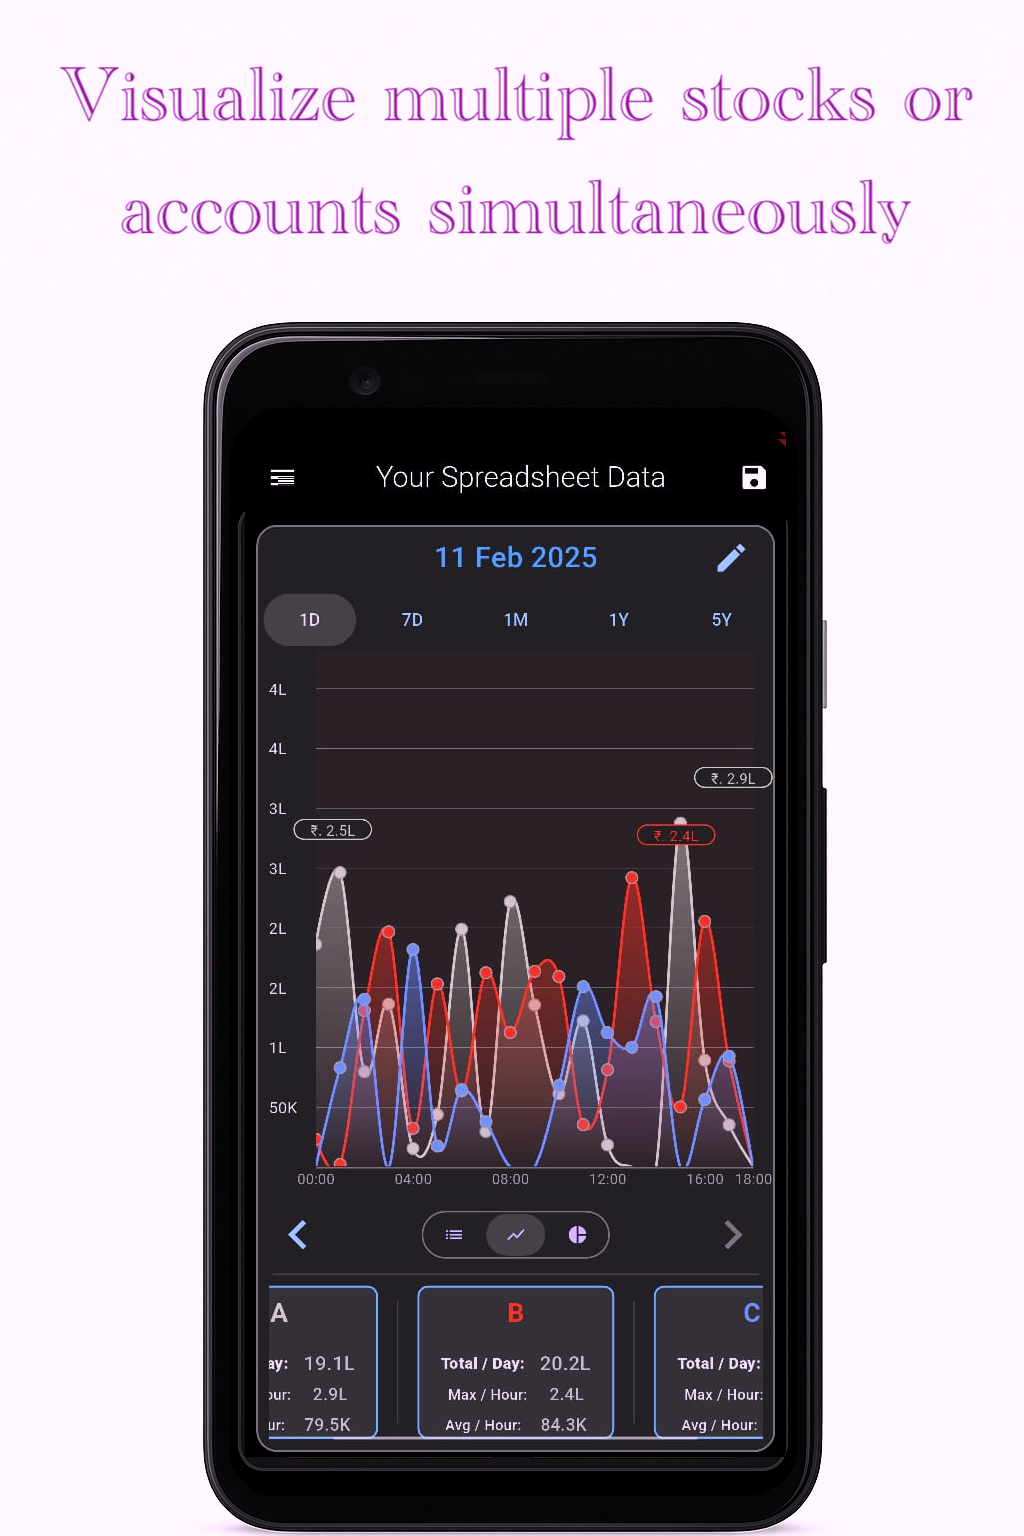 Visualize multiple stocks or
accounts simultaneously
Your Spreadsheet Data
11 Feb 2025
1D 7D 1M 1Y 5Y
4L
4L
₹. 2.9L
3L
₹. 2.5L
₹. 2.4L
3L
2L
2L
1L
50K
00:00 04:00 08:00 12:00 16:00 18:00
A B C
ay: 19.1L Total / Day: 20.2L Total / Day:
our: 2.9L Max / Hour: 2.4L Max / Hour:
ur: 79.5K Avg / Hour: 84.3K Avg / Hour: